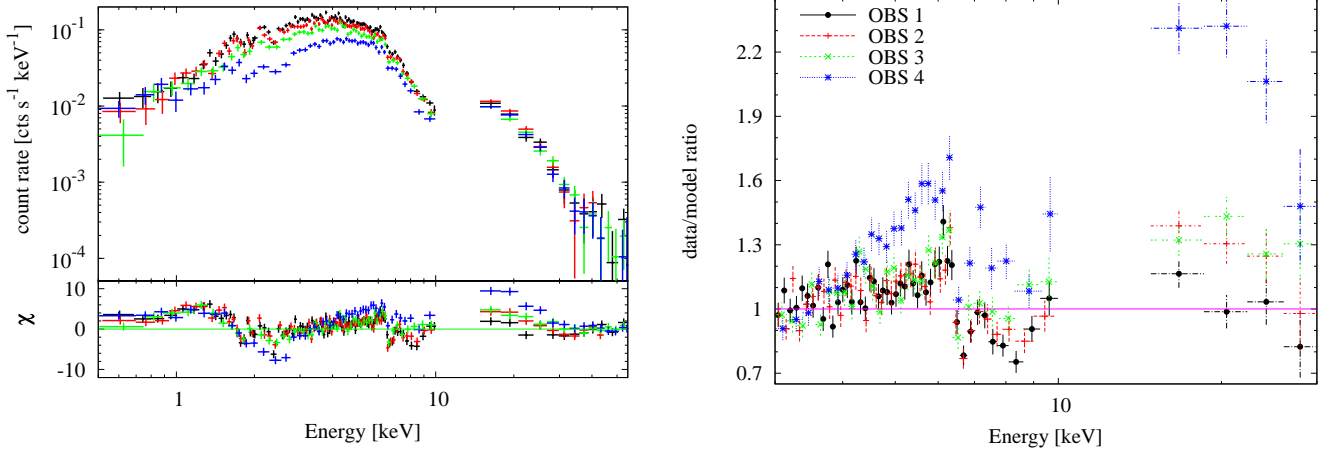 count rate [cts s⁻¹ keV⁻¹]
10⁻¹
10⁻²
10⁻³
10⁻⁴
χ
10
0
-10
1
10
Energy [keV]
data/model ratio
2.2
1.9
1.6
1.3
1
0.7
OBS 1
OBS 2
OBS 3
OBS 4
10
Energy [keV]